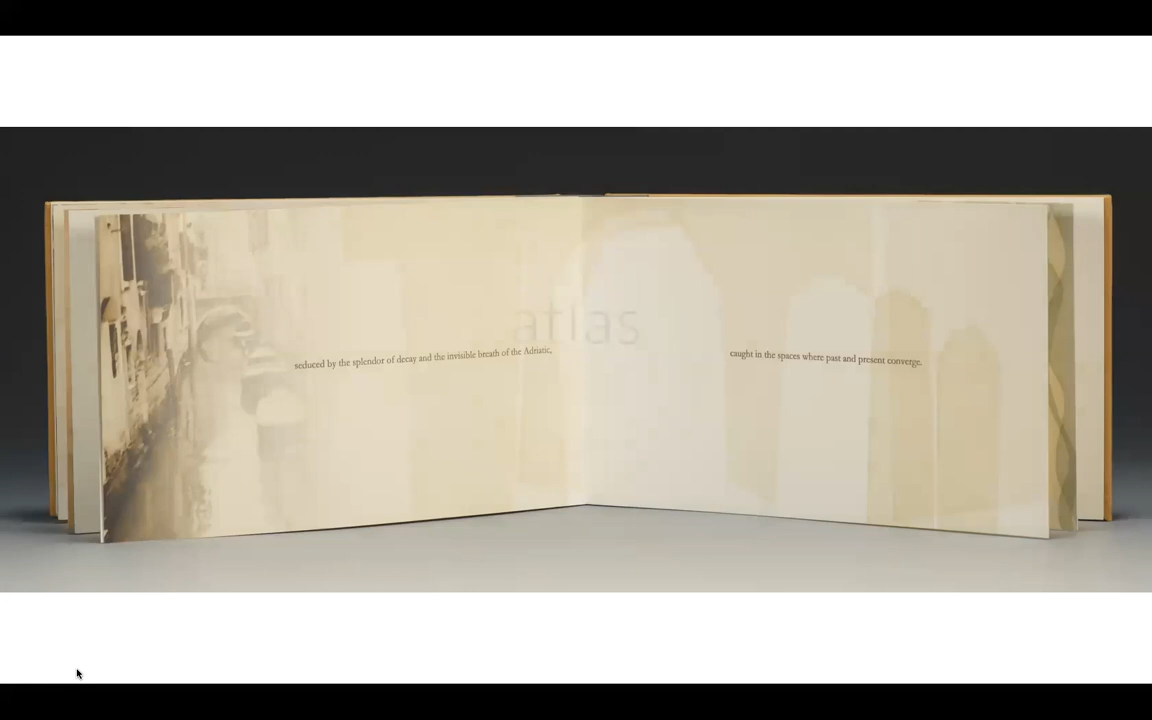 atlas
seduced by the splendor of decay and the invisible breath of the Adriatic,
caught in the spaces where past and present converge.